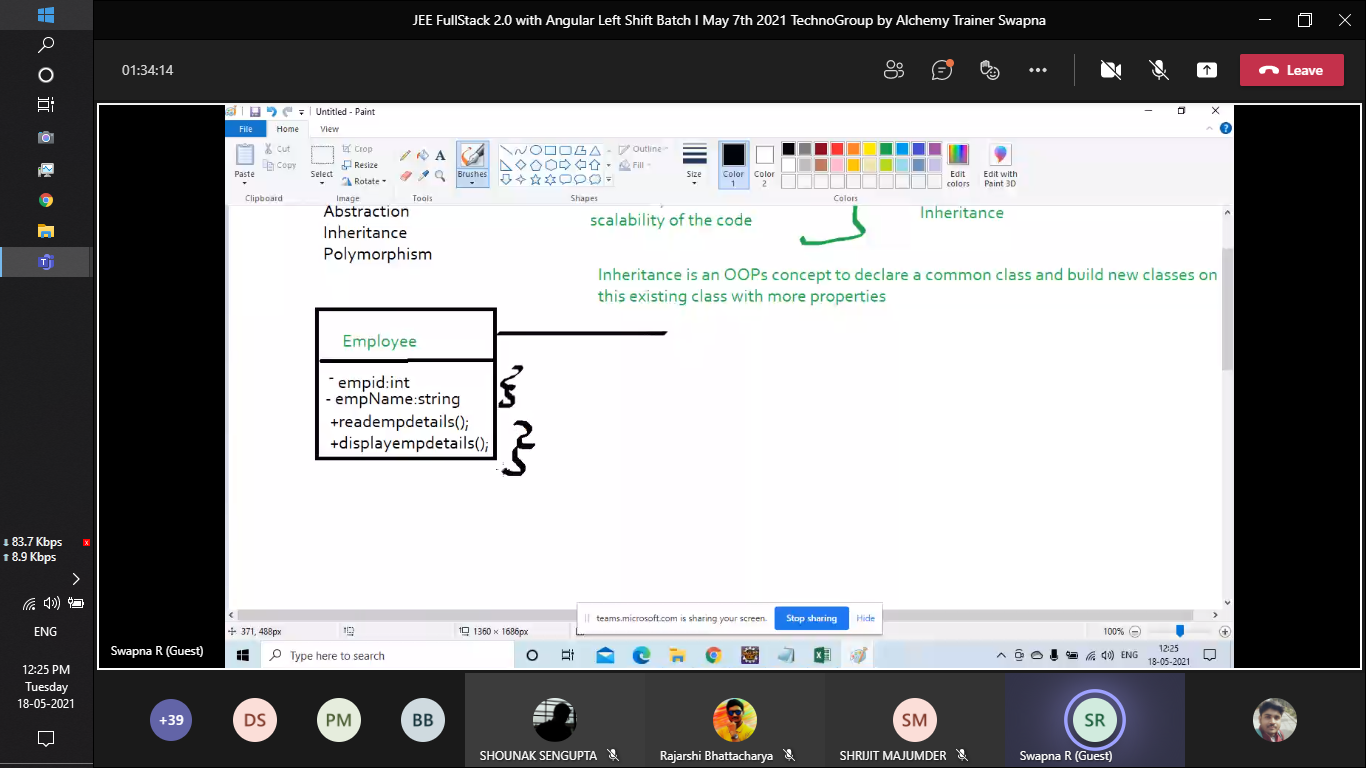 JEE FullStack 2.0 with Angular Left Shift Batch I May 7th 2021 TechnoGroup by Alchemy Trainer Swapna
01:34:14
Leave
Untitled - Paint
File Home View
Paste
Cut
Copy
Clipboard
Select
Crop
Resize
Rotate
Image
A
Tools
Brushes
Outline
Fill
Shapes
Size
Color 1
Color 2
Edit colors
Edit with Paint 3D
Colors
Abstraction
Inheritance
Polymorphism
scalability of the code
Inheritance
Inheritance is an OOPs concept to declare a common class and build new classes on
this existing class with more properties
Employee
- empid:int
- empName:string
+readempdetails();
+displayempdetails();
teams.microsoft.com is sharing your screen.
Stop sharing
Hide
371, 488px
1360 × 1686px
100%
Type here to search
ENG
12:25
18-05-2021
Swapna R (Guest)
83.7 Kbps
8.9 Kbps
ENG
12:25 PM
Tuesday
18-05-2021
+39
DS
PM
BB
SHOUNAK SENGUPTA
Rajarshi Bhattacharya
SM
SHRIJIT MAJUMDER
SR
Swapna R (Guest)